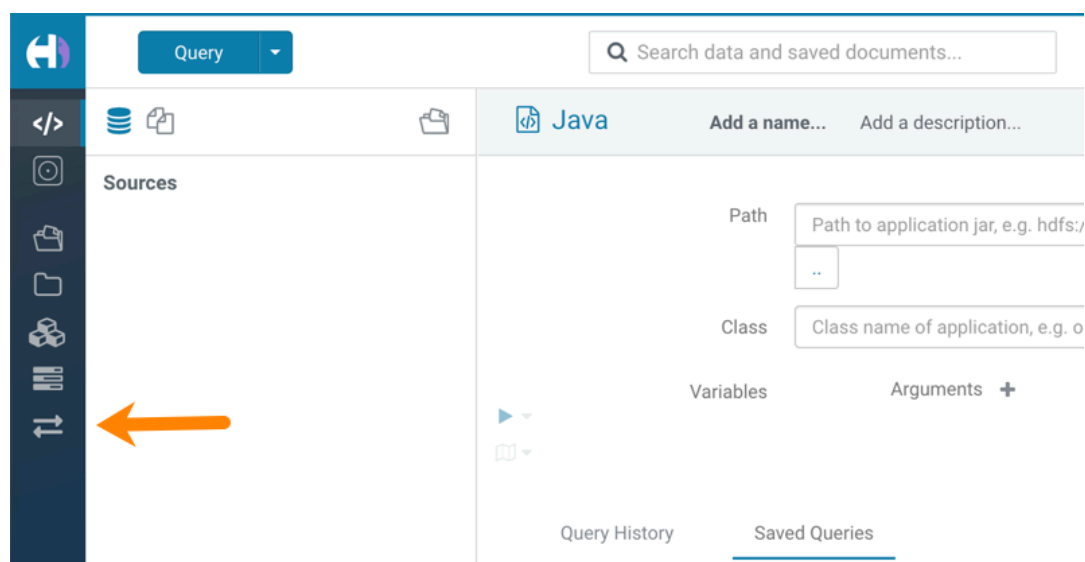 Query
Search data and saved documents...
Java Add a name... Add a description...
Sources
Path Path to application jar, e.g. hdfs:/
..
Class Class name of application, e.g. o
Variables Arguments +
Query History Saved Queries